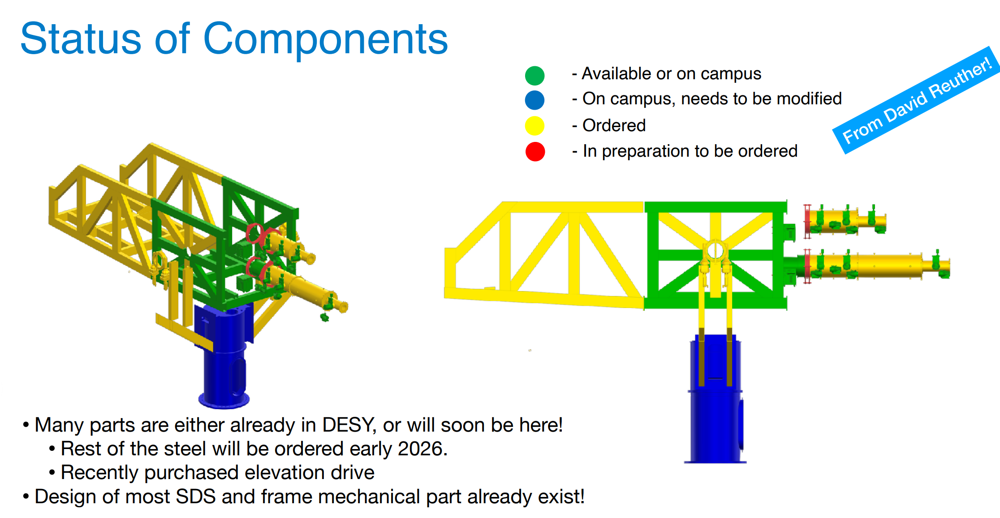 Status of Components
- Available or on campus
- On campus, needs to be modified
- Ordered
- In preparation to be ordered
From David Reuther!
• Many parts are either already in DESY, or will soon be here!
• Rest of the steel will be ordered early 2026.
• Recently purchased elevation drive
• Design of most SDS and frame mechanical part already exist!